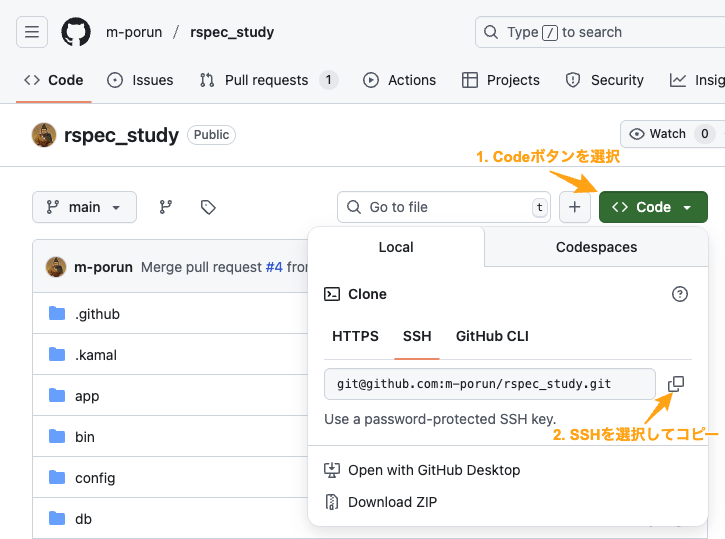 m-porun / rspec_study
Type / to search
Code Issues Pull requests 1 Actions Projects Security
rspec_study Public
Watch 0
1. Codeボタンを選択
main
Go to file t
Code
Local Codespaces
m-porun Merge pull request #4 from
Clone
.github
HTTPS SSH GitHub CLI
.kamal
git@github.com:m-porun/rspec_study.git
app
Use a password-protected SSH key.
2. SSHを選択してコピー
bin
Open with GitHub Desktop
config
Download ZIP
db